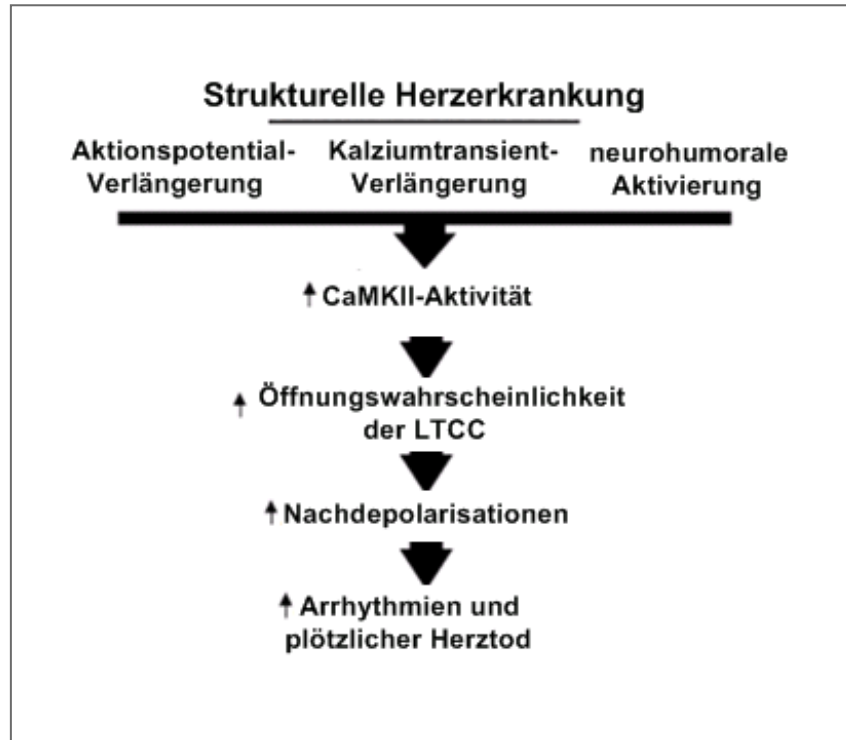 Strukturelle Herzerkrankung
Aktionspotential-
Verlängerung
Kalziumtransient-
Verlängerung
neurohumorale
Aktivierung
CaMKII-Aktivität
Öffnungswahrscheinlichkeit
der LTCC
Nachdepolarisationen
Arrhythmien und
plötzlicher Herztod